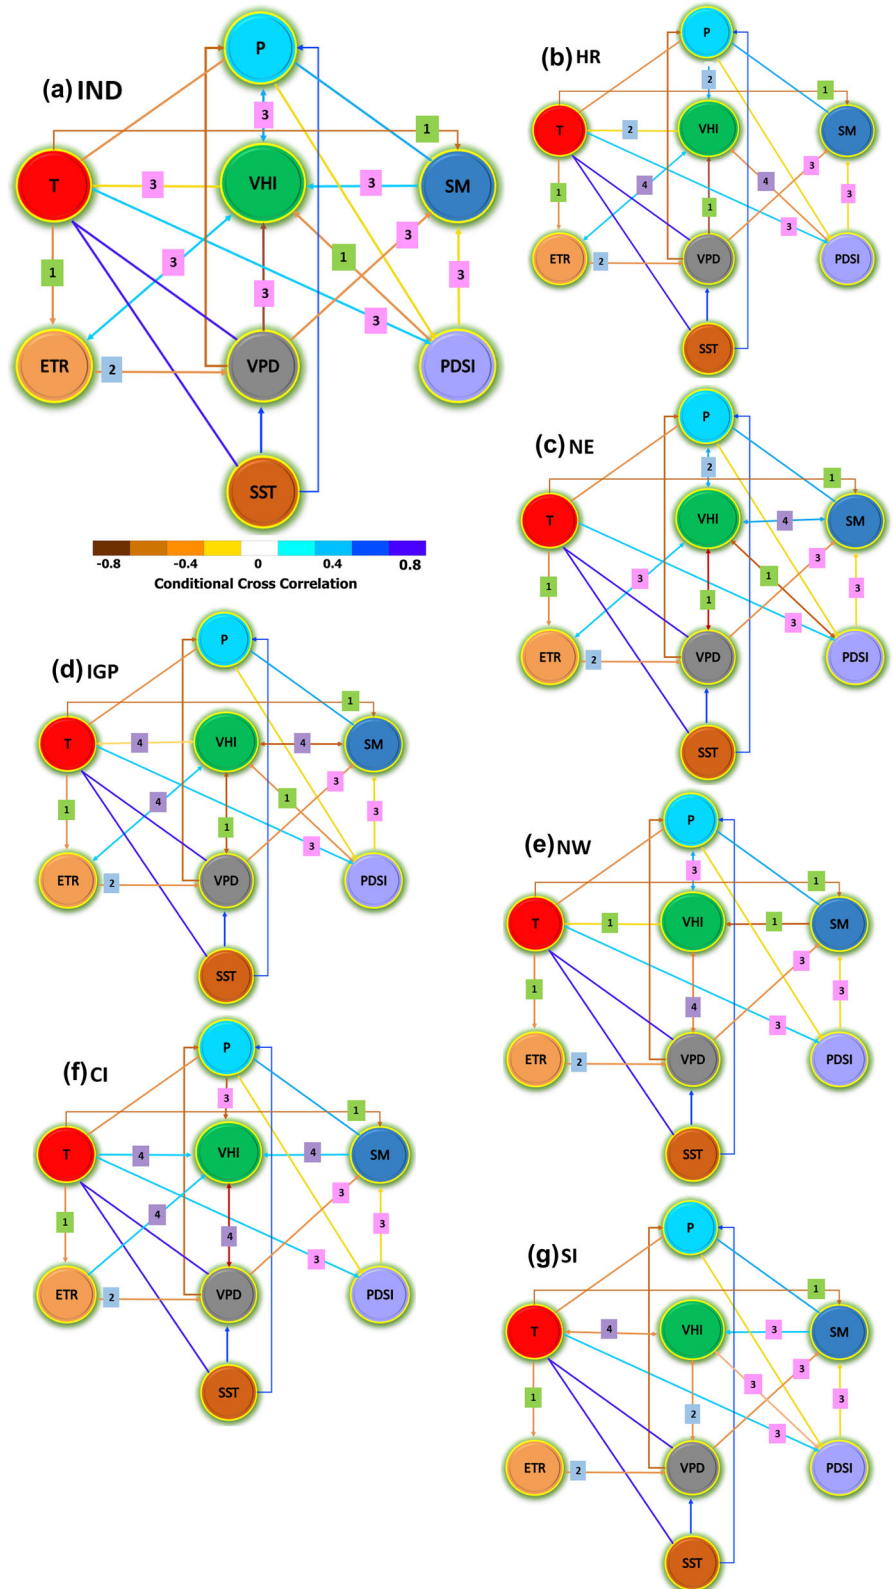 (a) IND
P
3
1
T
3
VHI
3
SM
3
1
3
1
3
3
3
ETR
2
VPD
PDSI
SST
-0.8 -0.4 0 0.4 0.8
Conditional Cross Correlation
(b) HR
P
2
1
T
2
VHI
SM
3
1
4
4
3
1
3
ETR
2
VPD
PDSI
SST
(c) NE
P
2
1
T
VHI
4
SM
3
1
3
1
3
1
3
ETR
2
VPD
PDSI
SST
(d) IGP
P
1
T
4
VHI
4
SM
3
1
4
1
3
1
3
ETR
2
VPD
PDSI
SST
(e) NW
P
3
1
T
1
VHI
1
SM
3
1
3
4
3
ETR
2
VPD
PDSI
SST
(f) CI
P
3
1
T
4
VHI
4
SM
3
1
4
3
4
3
ETR
2
VPD
PDSI
SST
(g) SI
P
1
T
4
VHI
3
SM
3
1
3
3
2
3
ETR
2
VPD
PDSI
SST